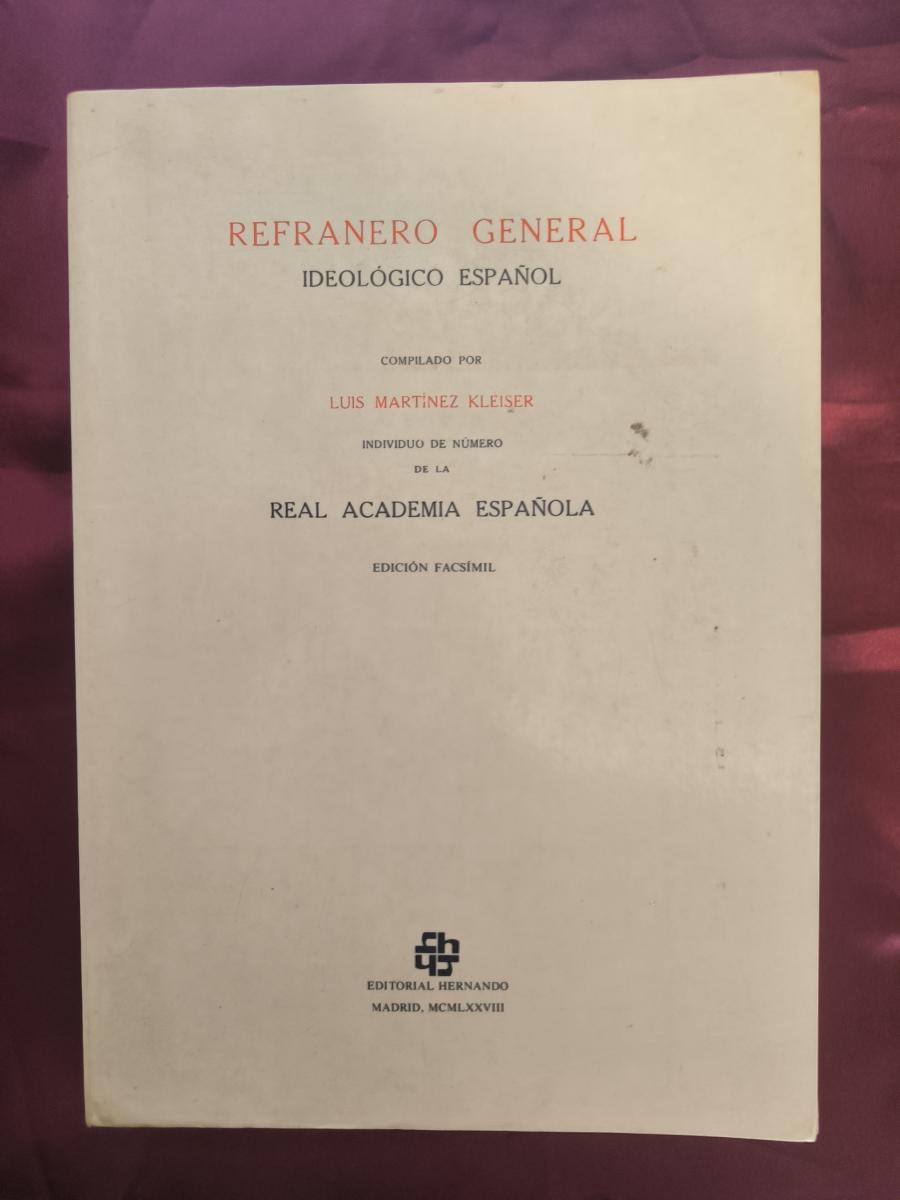 REFRANERO GENERAL
IDEOLÓGICO ESPAÑOL
COMPILADO POR
LUIS MARTÍNEZ KLEISER
INDIVIDUO DE NÚMERO
DE LA
REAL ACADEMIA ESPAÑOLA
EDICIÓN FACSÍMIL
EDITORIAL HERNANDO
MADRID, MCMLXXVIII